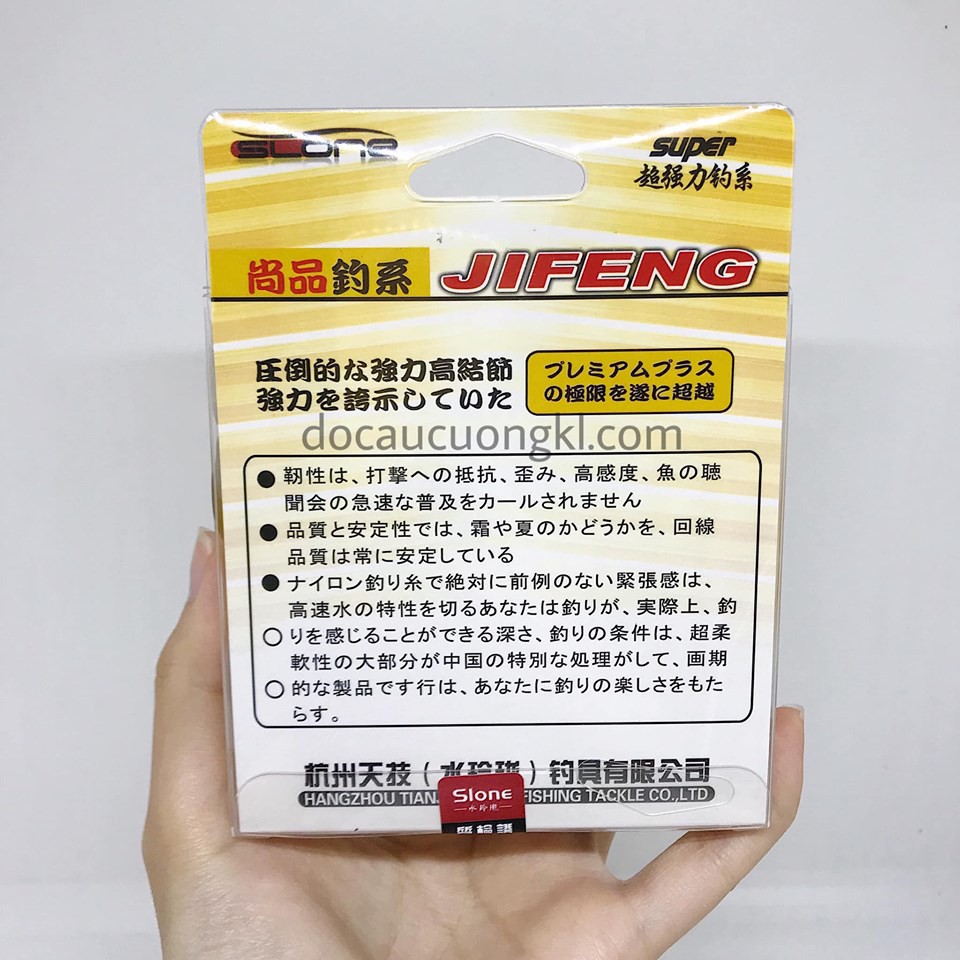 SLone
super
超强力钓系
尚品釣系 JIFENG
圧倒的な強力高結節
強力を誇示していた
プレミアムプラス
の極限を遂に超越
docaucuongkl.com
● 靭性は、打撃への抵抗、歪み、高感度、魚の聴
聞会の急速な普及をカールされません
● 品質と安定性では、霜や夏のかどうかを、回線
品質は常に安定している
● ナイロン釣り糸で絶対に前例のない緊張感は、
高速水の特性を切るあなたは釣りが、実際上、釣
○ りを感じることができる深さ、釣りの条件は、超柔
軟性の大部分が中国の特別な処理がして、画期
○ 的な製品です行は、あなたに釣りの楽しさをもた
らす。
杭州天技（水玲珑）钓具有限公司
HANGZHOU TIAN FISHING TACKLE CO.,LTD
Slone
水玲瓏